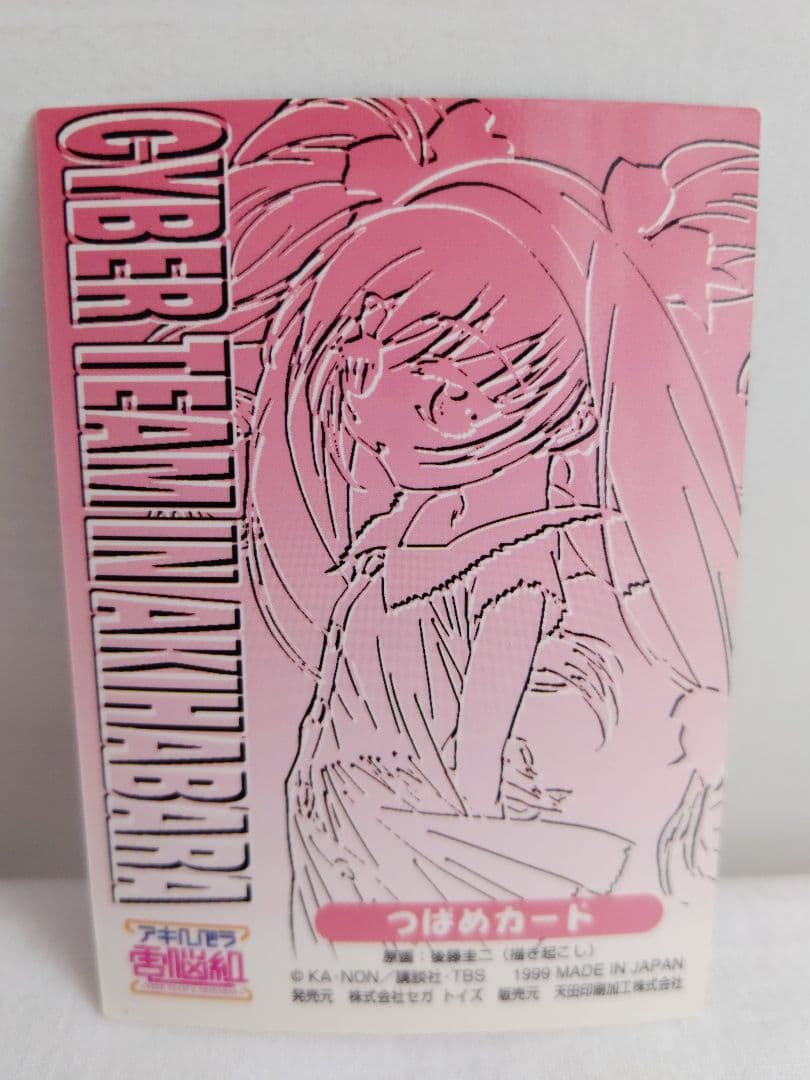 CYBER TEAM IN AKIHABARA
つばめカード
アキハバラ
電脳組
原画：後藤圭二（描き起こし）
©KA・NON／講談社・TBS 1999 MADE IN JAPAN
発売元 株式会社セガ トイズ 販売元 天田印刷加工株式会社